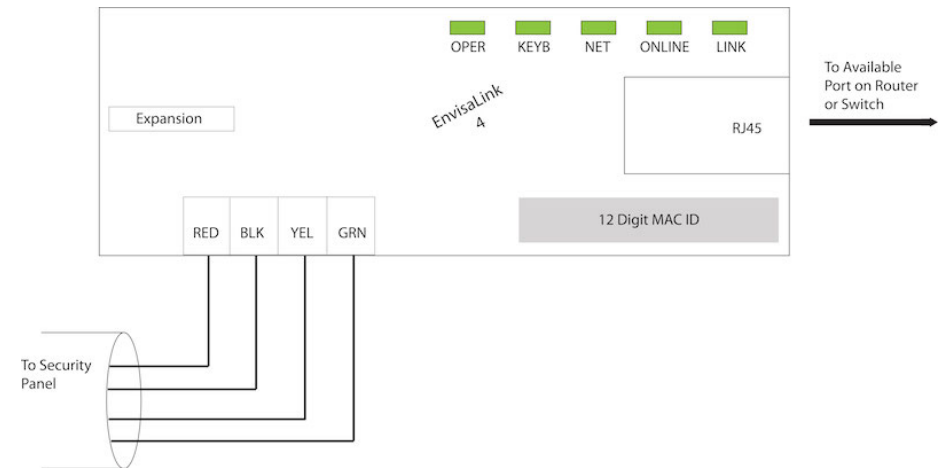 OPER KEYB NET ONLINE LINK
To Available
Port on Router
or Switch
EnvisaLink
4
Expansion
RJ45
RED BLK YEL GRN
12 Digit MAC ID
To Security
Panel